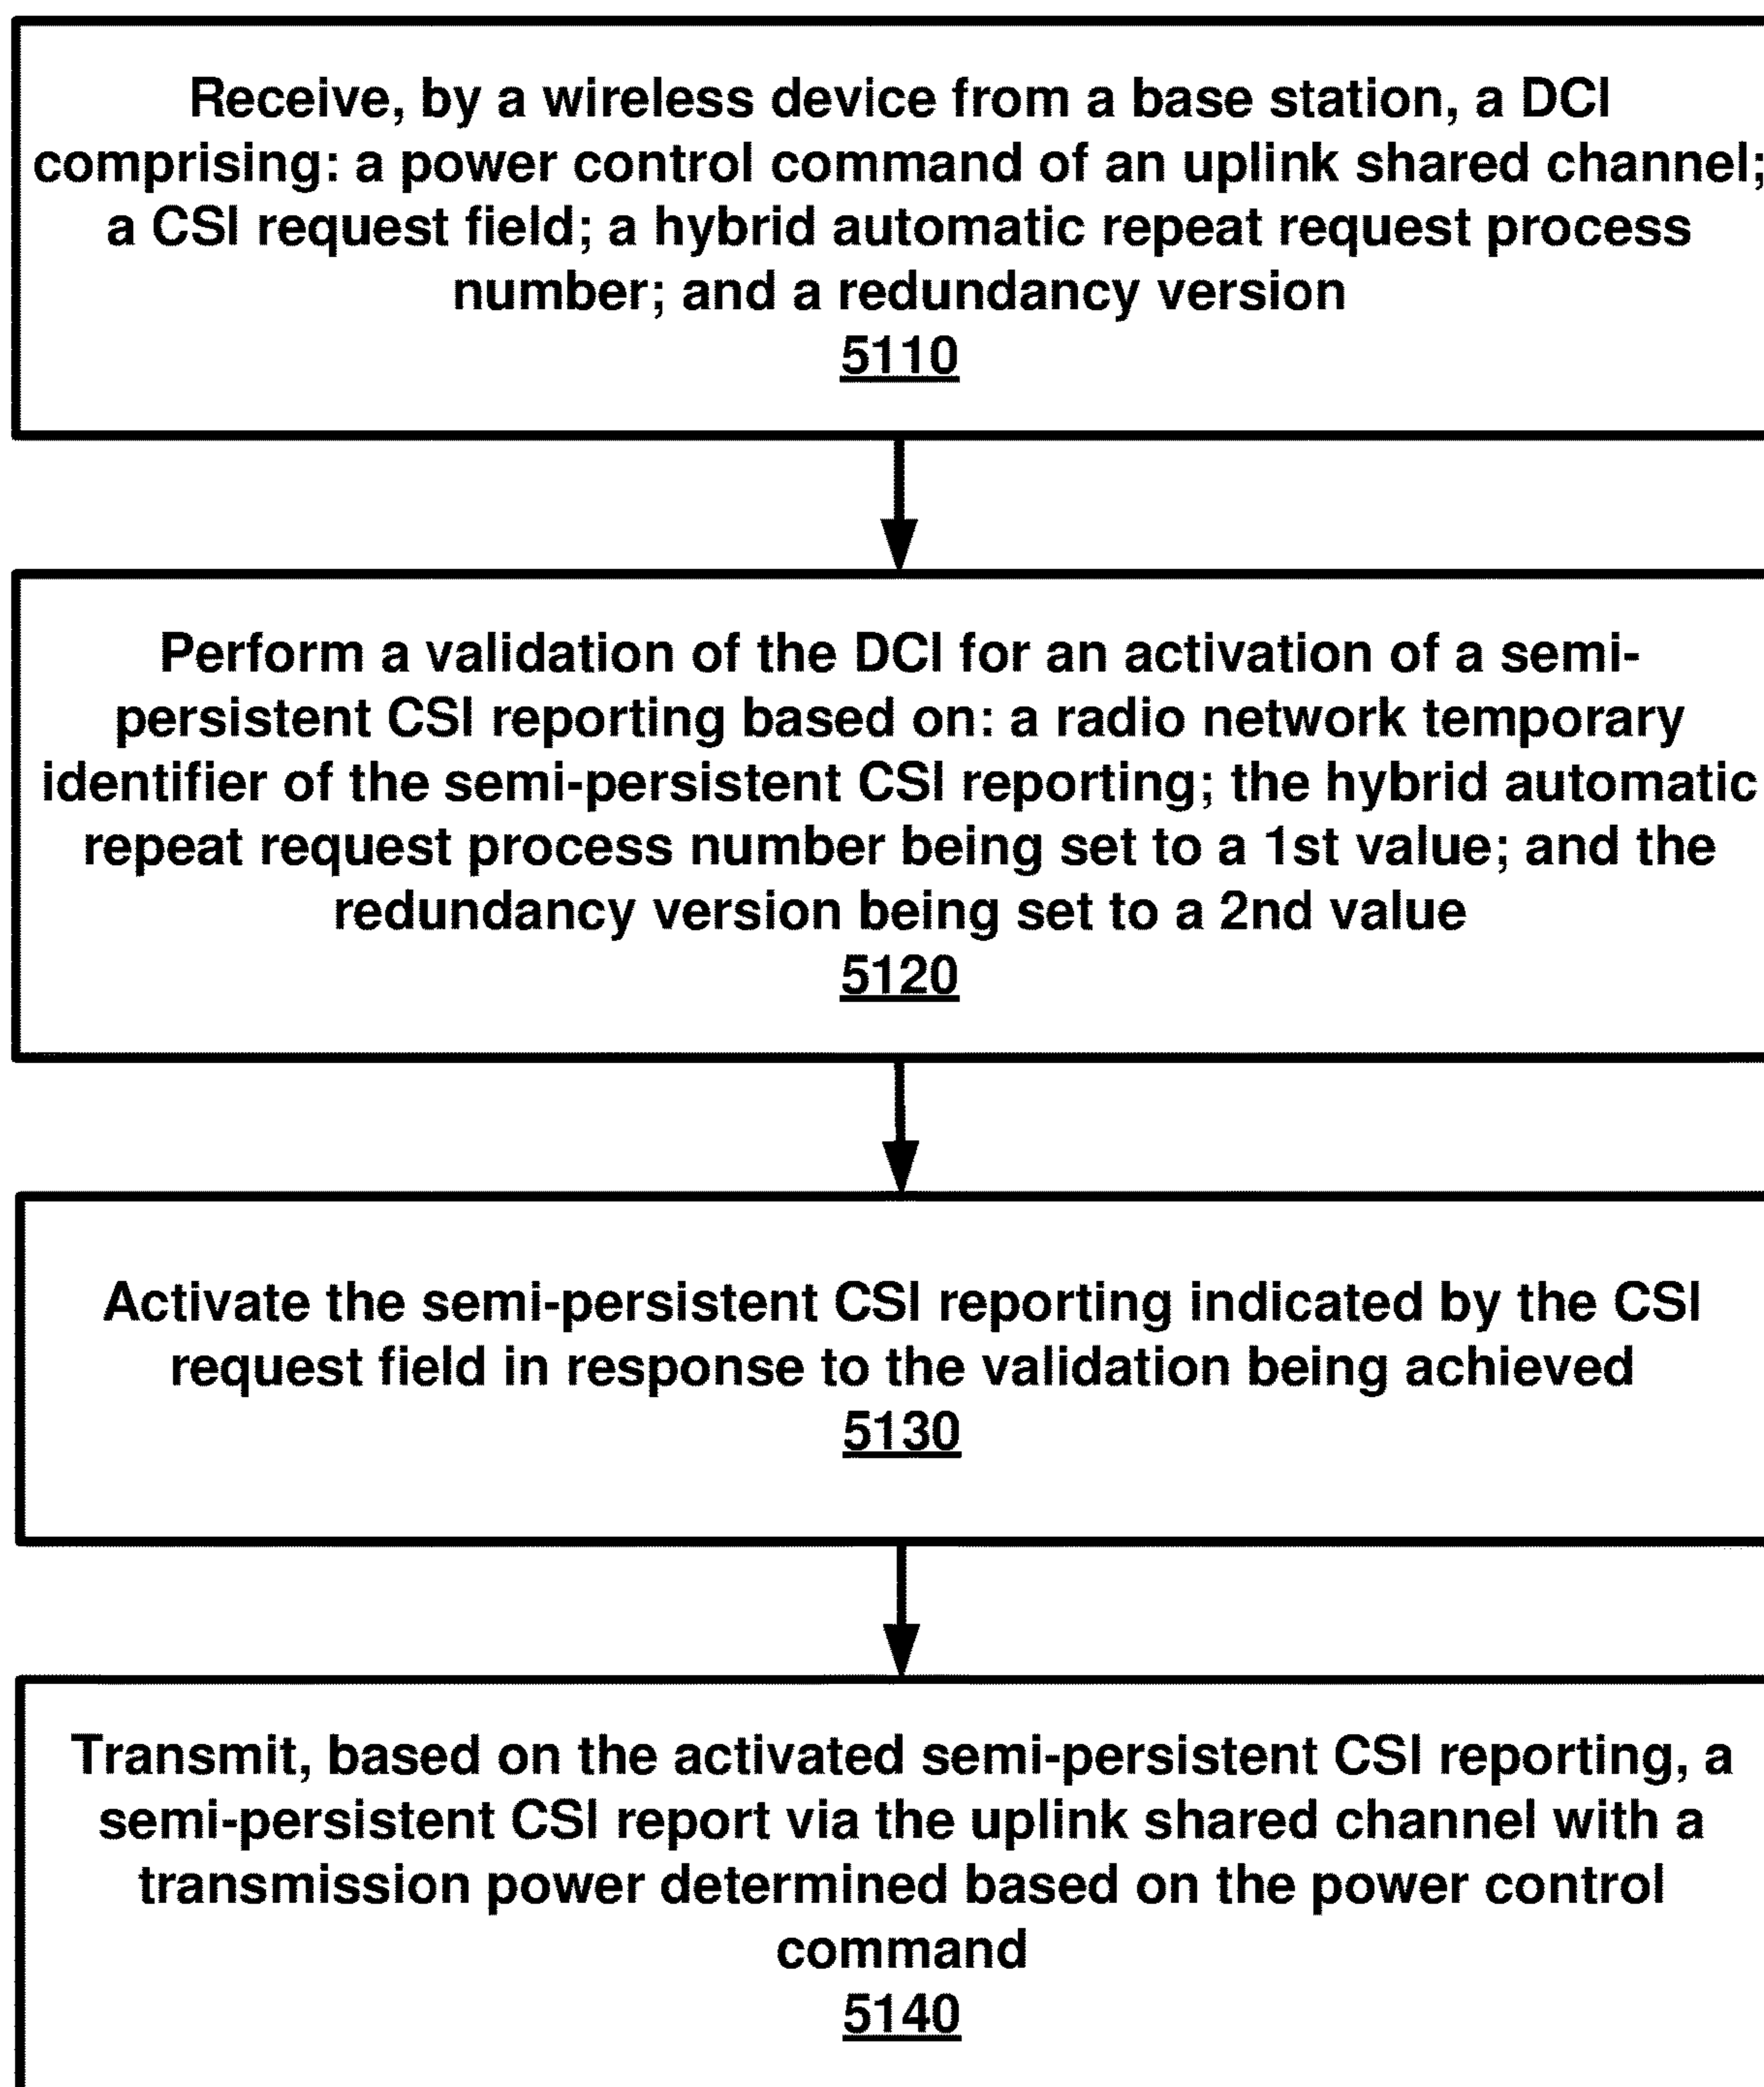 Receive, by a wireless device from a base station, a DCI
comprising: a power control command of an uplink shared channel;
a CSI request field; a hybrid automatic repeat request process
number; and a redundancy version
5110
Perform a validation of the DCI for an activation of a semi-
persistent CSI reporting based on: a radio network temporary
identifier of the semi-persistent CSI reporting; the hybrid automatic
repeat request process number being set to a 1st value; and the
redundancy version being set to a 2nd value
5120
Activate the semi-persistent CSI reporting indicated by the CSI
request field in response to the validation being achieved
5130
Transmit, based on the activated semi-persistent CSI reporting, a
semi-persistent CSI report via the uplink shared channel with a
transmission power determined based on the power control
command
5140